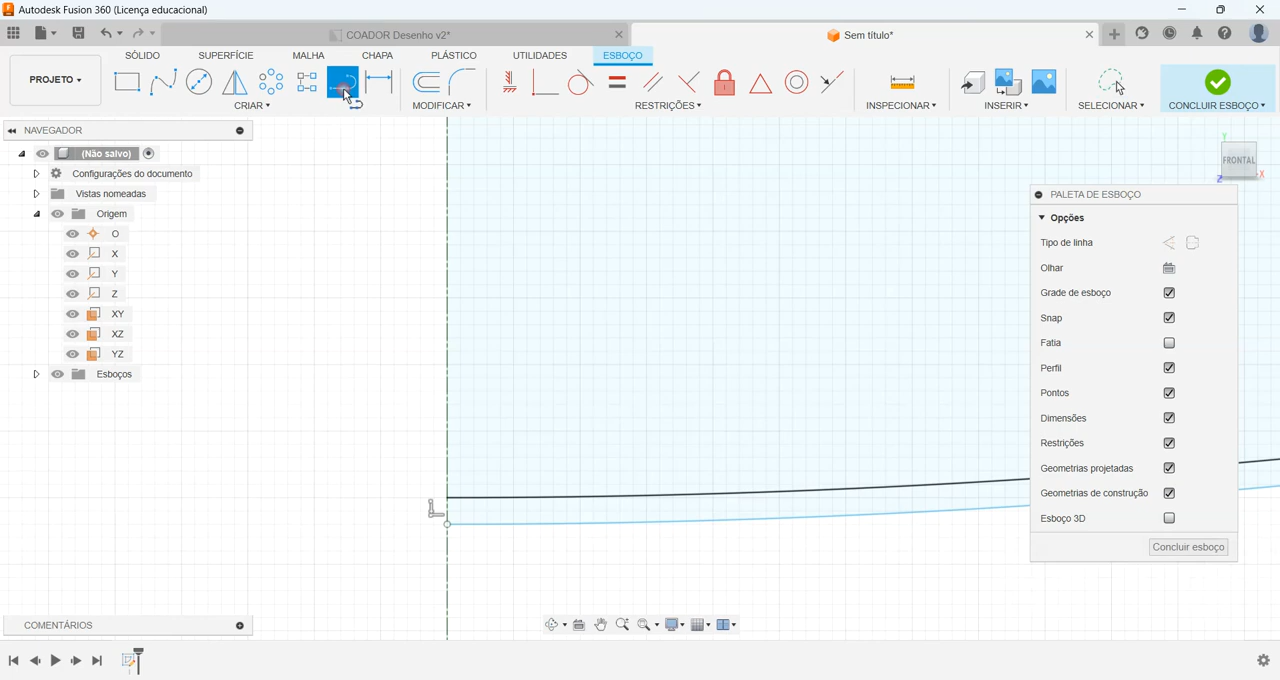 Autodesk Fusion 360 (Licença educacional)
COADOR Desenho v2*
Sem título*
PROJETO
SÓLIDO
SUPERFÍCIE
MALHA
CHAPA
PLÁSTICO
UTILIDADES
ESBOÇO
CRIAR
MODIFICAR
RESTRIÇÕES
INSPECIONAR
INSERIR
SELECIONAR
CONCLUIR ESBOÇO
NAVEGADOR
(Não salvo)
Configurações do documento
Vistas nomeadas
Origem
O
X
Y
Z
XY
XZ
YZ
Esboços
Y
FRONTAL
Z
X
PALETA DE ESBOÇO
Opções
Tipo de linha
Olhar
Grade de esboço
Snap
Fatia
Perfil
Pontos
Dimensões
Restrições
Geometrias projetadas
Geometrias de construção
Esboço 3D
Concluir esboço
COMENTÁRIOS